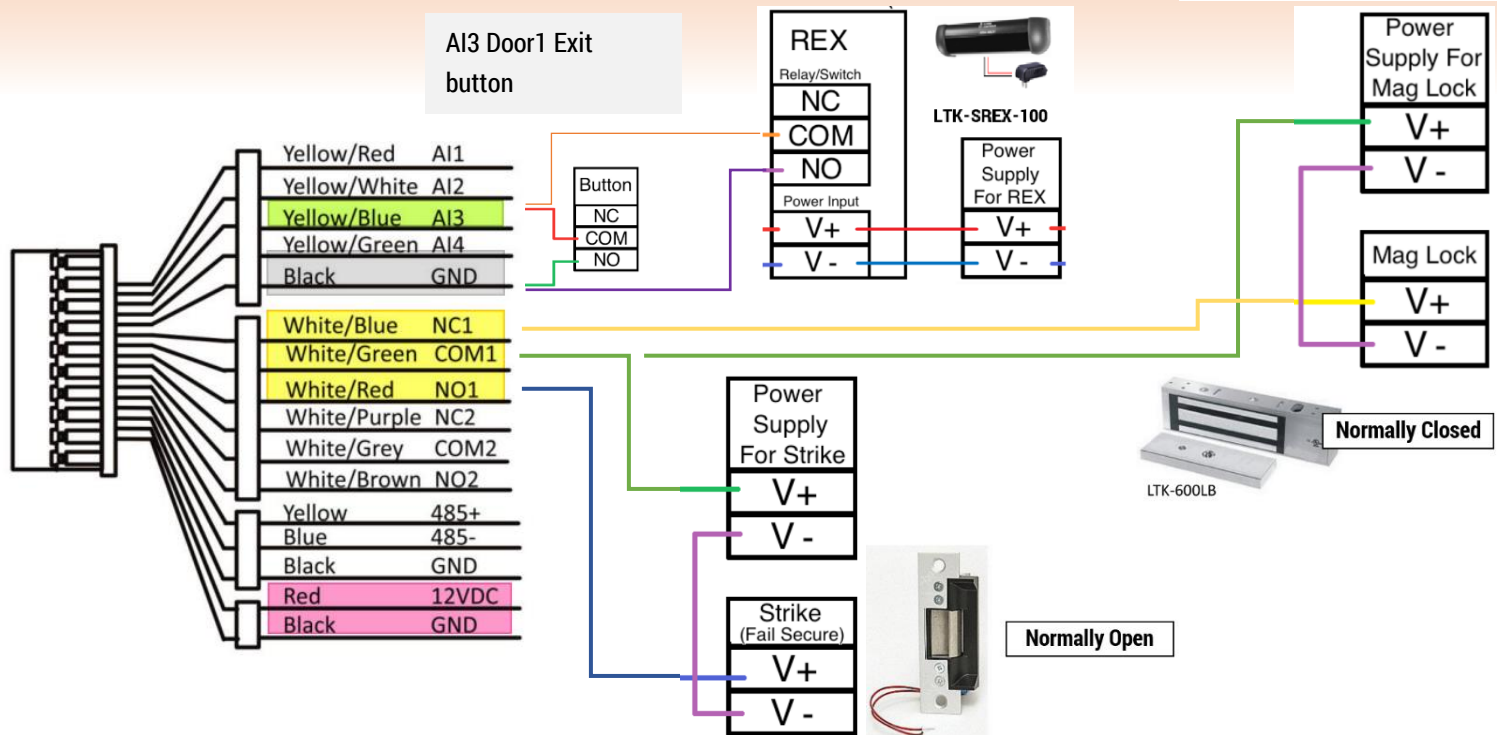 AI3 Door1 Exit
button
Yellow/Red AI1
Yellow/White AI2
Yellow/Blue AI3
Yellow/Green AI4
Black GND
White/Blue NC1
White/Green COM1
White/Red NO1
White/Purple NC2
White/Grey COM2
White/Brown NO2
Yellow 485+
Blue 485-
Black GND
Red 12VDC
Black GND
Button
NC
COM
NO
REX
Relay/Switch
NC
COM
NO
Power Input
V+
V -
LTK-SREX-100
Power
Supply
For REX
V+
V -
Power
Supply For
Mag Lock
V+
V -
Mag Lock
V+
V -
Normally Closed
LTK-600LB
Power
Supply
For Strike
V+
V -
Strike
(Fail Secure)
V+
V -
Normally Open